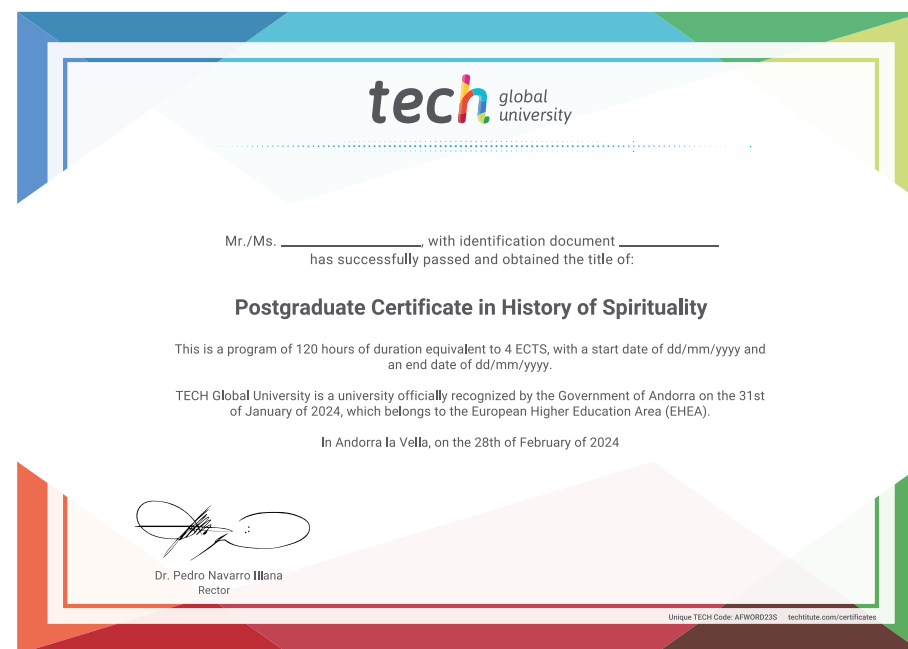 tech global
university
Mr./Ms. ____________________, with identification document ______________
has successfully passed and obtained the title of:
Postgraduate Certificate in History of Spirituality
This is a program of 120 hours of duration equivalent to 4 ECTS, with a start date of dd/mm/yyyy and
an end date of dd/mm/yyyy.
TECH Global University is a university officially recognized by the Government of Andorra on the 31st
of January of 2024, which belongs to the European Higher Education Area (EHEA).
In Andorra la Vella, on the 28th of February of 2024
Dr. Pedro Navarro Illana
Rector
Unique TECH Code: AFWORD23S techtitute.com/certificates